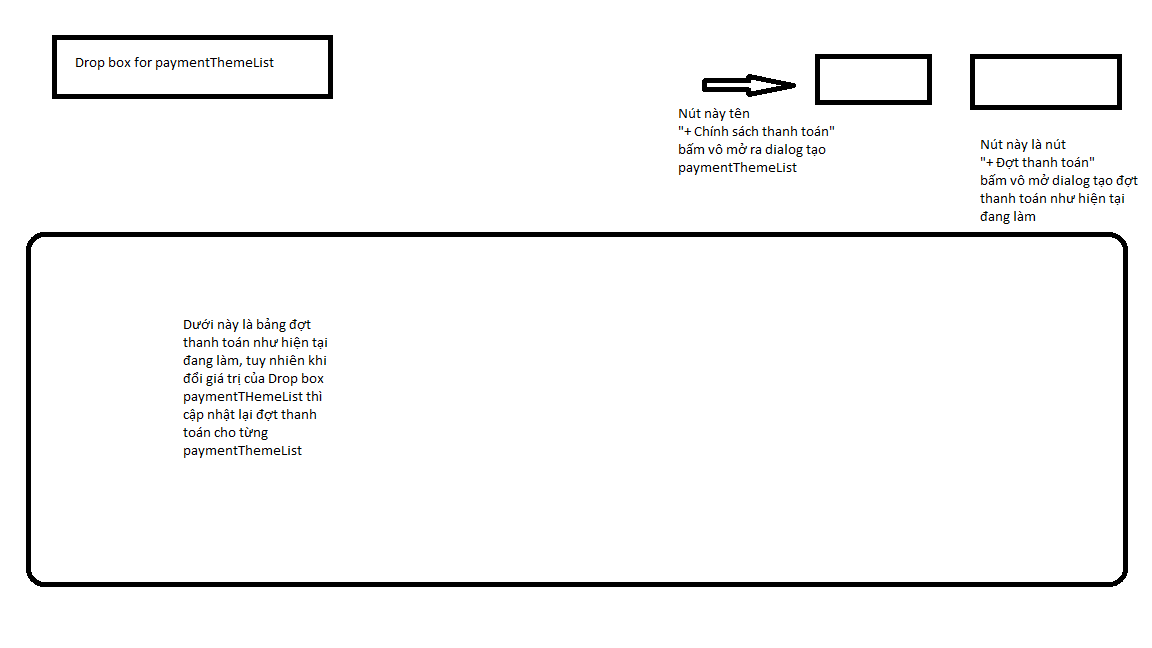 Drop box for paymentThemeList
Nút này tên
"+ Chính sách thanh toán"
bấm vô mở ra dialog tạo
paymentThemeList
Nút này là nút
"+ Đợt thanh toán"
bấm vô mở dialog tạo đợt
thanh toán như hiện tại
đang làm
Dưới này là bảng đợt
thanh toán như hiện tại
đang làm, tuy nhiên khi
đổi giá trị của Drop box
paymentTHemeList thì
cập nhật lại đợt thanh
toán cho từng
paymentThemeList